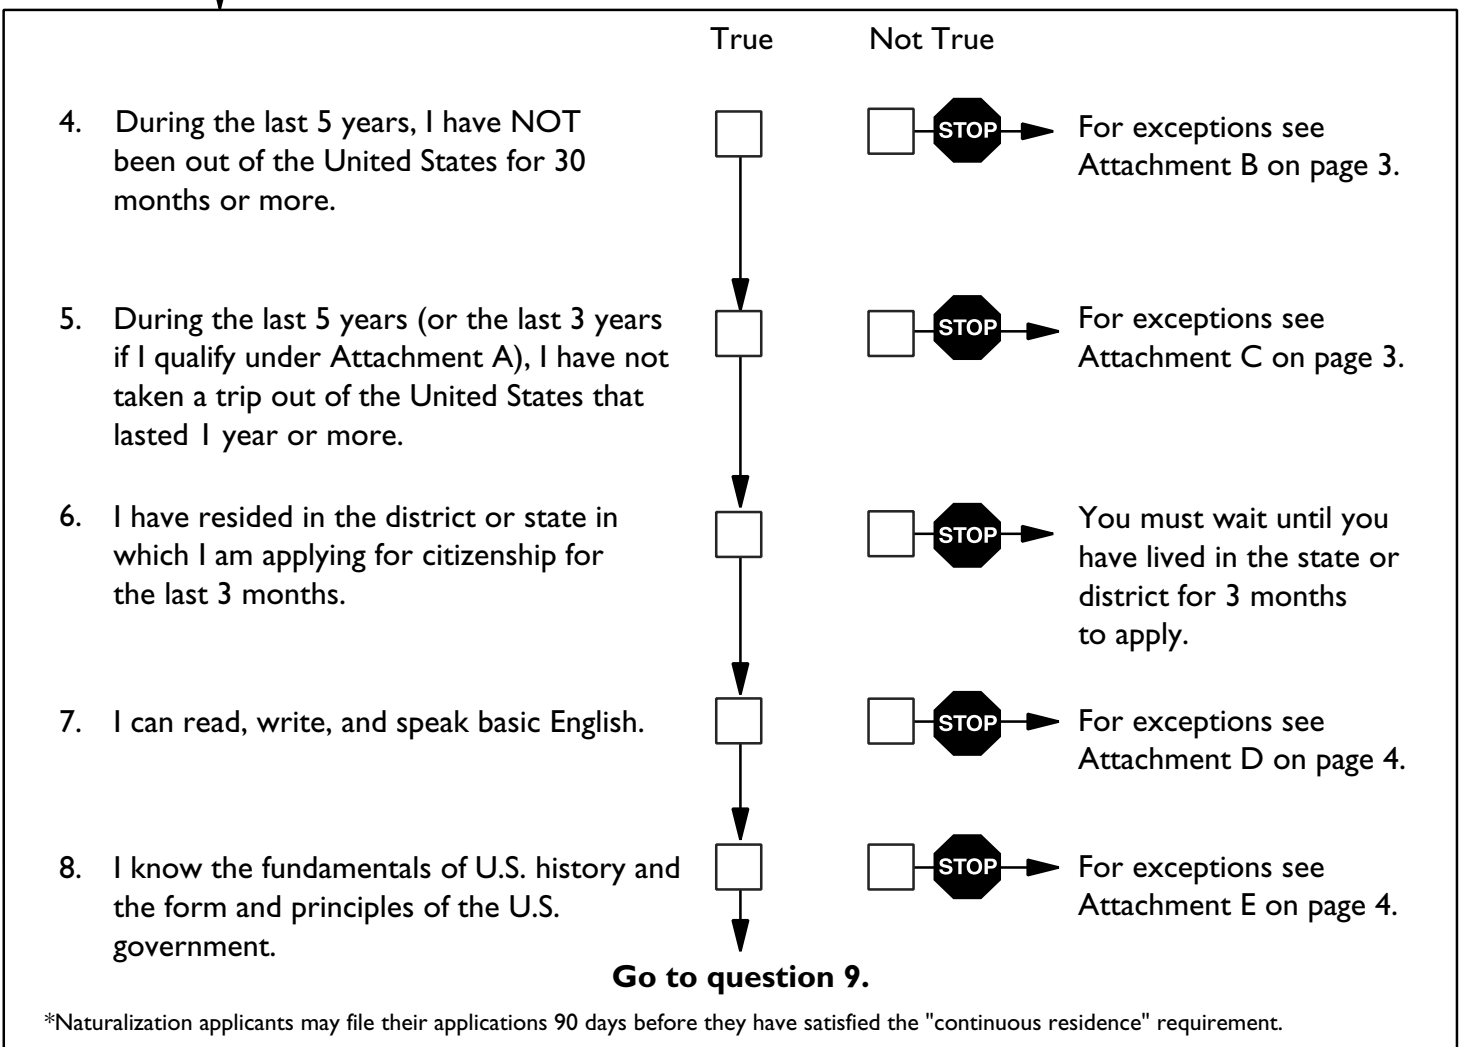 True Not True
4. During the last 5 years, I have NOT
been out of the United States for 30
months or more.
STOP
For exceptions see
Attachment B on page 3.
5. During the last 5 years (or the last 3 years
if I qualify under Attachment A), I have not
taken a trip out of the United States that
lasted 1 year or more.
STOP
For exceptions see
Attachment C on page 3.
6. I have resided in the district or state in
which I am applying for citizenship for
the last 3 months.
STOP
You must wait until you
have lived in the state or
district for 3 months
to apply.
7. I can read, write, and speak basic English.
STOP
For exceptions see
Attachment D on page 4.
8. I know the fundamentals of U.S. history and
the form and principles of the U.S.
government.
STOP
For exceptions see
Attachment E on page 4.
Go to question 9.
*Naturalization applicants may file their applications 90 days before they have satisfied the "continuous residence" requirement.